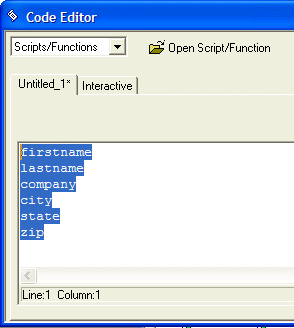 Code Editor
Scripts/Functions
Open Script/Function
Untitled_1*
Interactive
firstname
lastname
company
city
state
zip
Line:1 Column:1